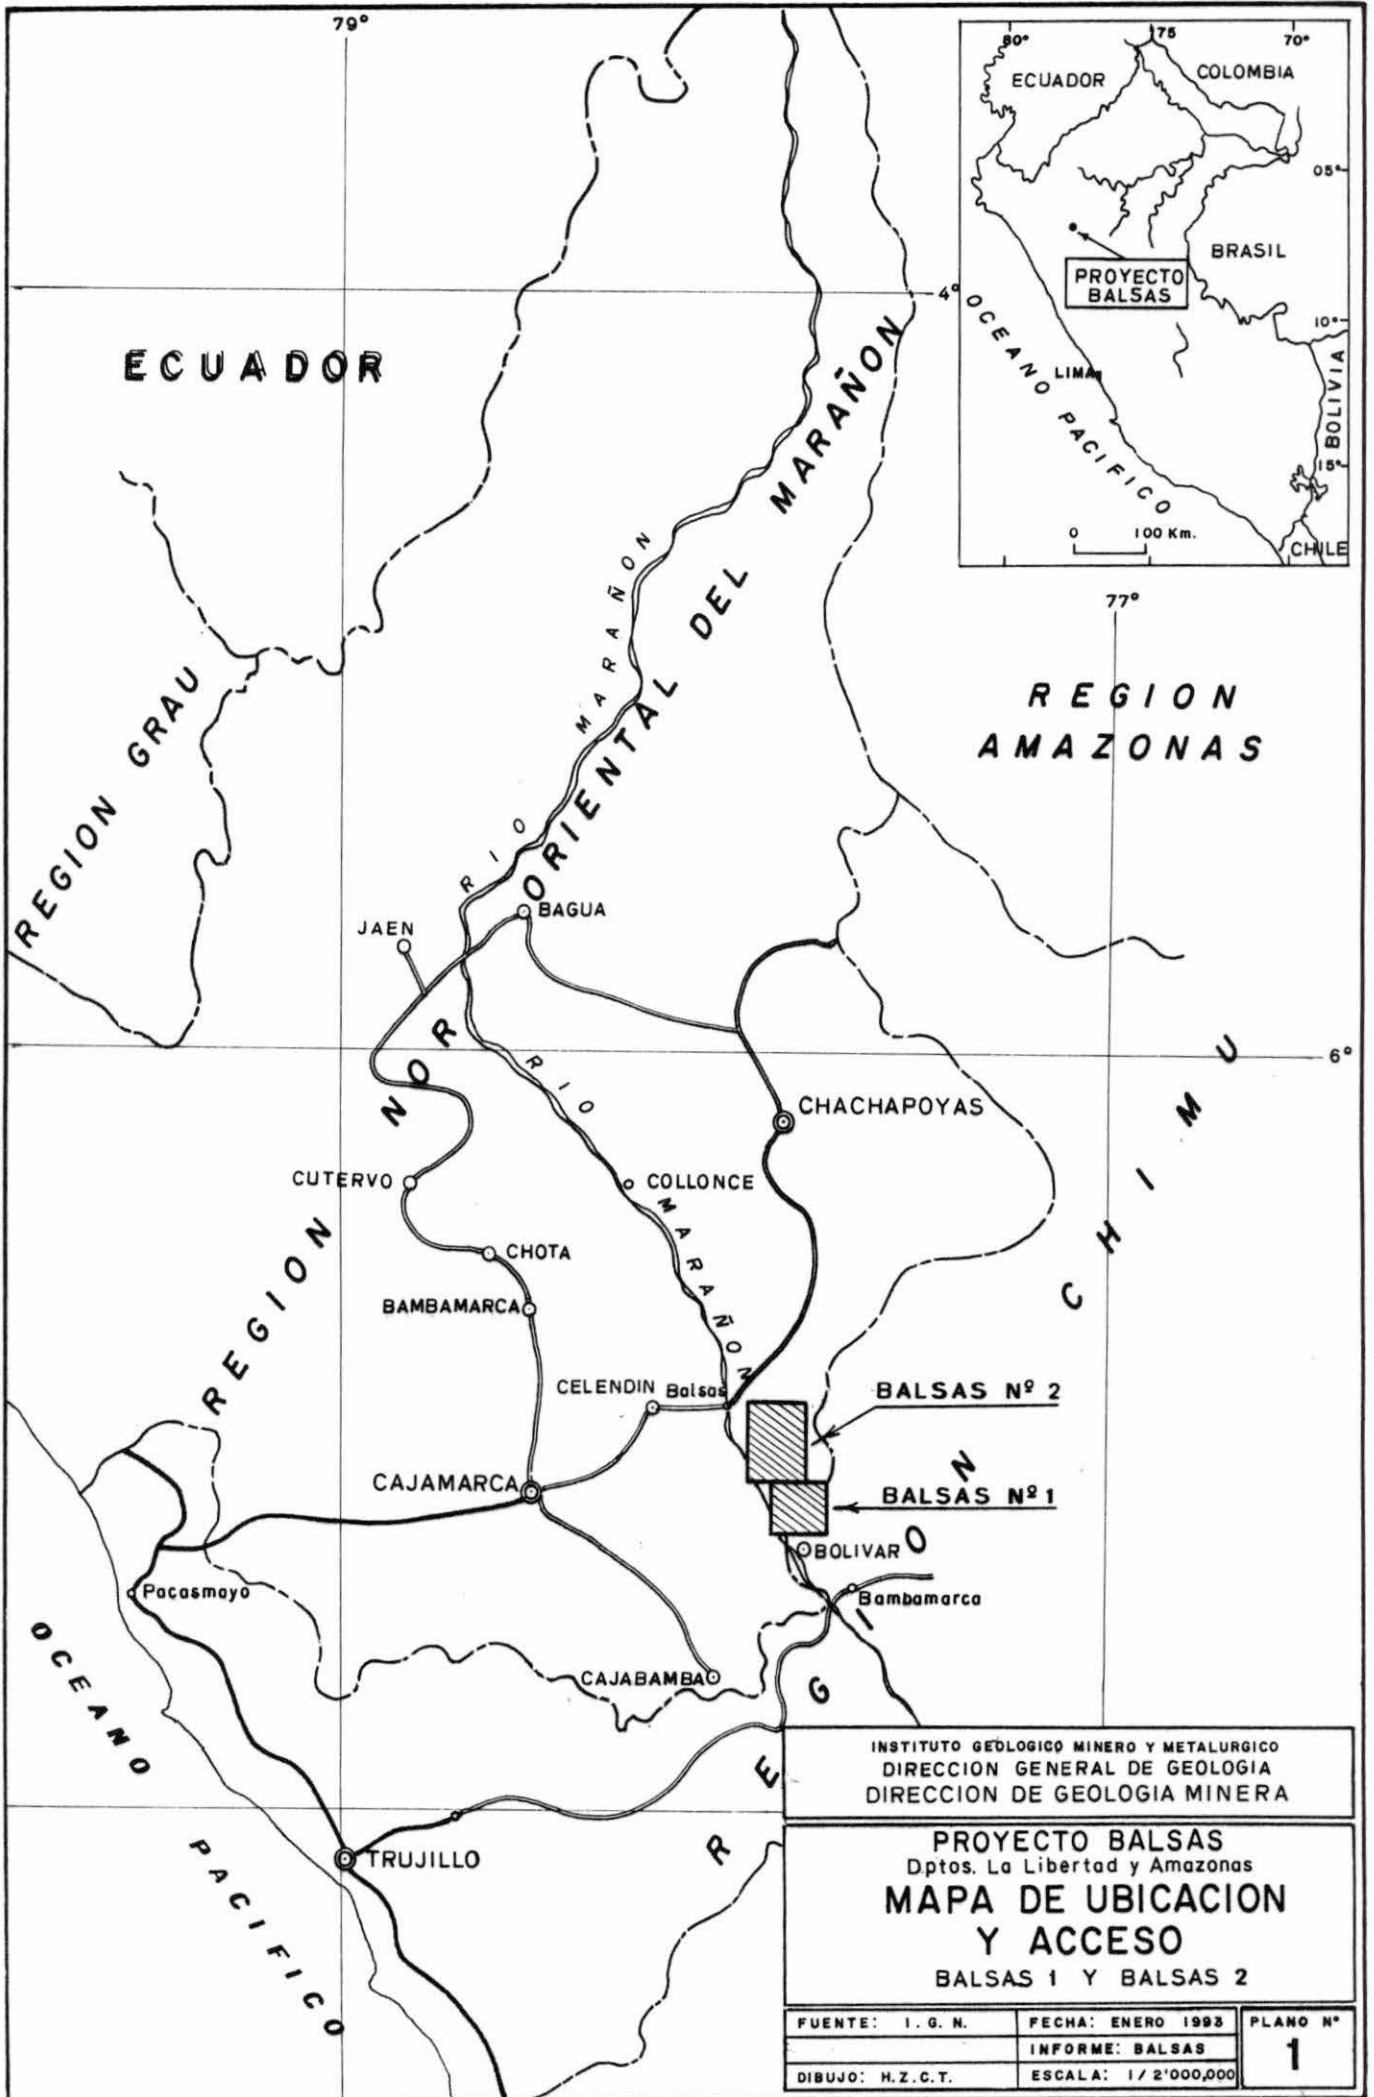 79°
80°
75
70°
ECUADOR
COLOMBIA
05°
BRASIL
PROYECTO
BALSAS
10°
OCEANO PACIFICO
LIMA
BOLIVIA
15°
0 100 Km.
CHILE
4°
ECUADOR
77°
REGION GRAU
REGION
AMAZONAS
REGION NOR ORIENTAL DEL MARAÑON
RIO MARAÑON
BAGUA
JAEN
6°
RIO MARAÑON
CHACHAPOYAS
CUTERVO
COLLONCE
CHOTA
BAMBAMARCA
REGION CHIMU
CELENDIN
Balsas
BALSAS Nº 2
CAJAMARCA
BALSAS Nº 1
BOLIVAR
Pacasmayo
Bambamarca
CAJABAMBA
OCEANO PACIFICO
TRUJILLO
INSTITUTO GEOLOGICO MINERO Y METALURGICO
DIRECCION GENERAL DE GEOLOGIA
DIRECCION DE GEOLOGIA MINERA
PROYECTO BALSAS
Dptos. La Libertad y Amazonas
MAPA DE UBICACION
Y ACCESO
BALSAS 1 Y BALSAS 2
FUENTE: I. G. N.
FECHA: ENERO 1993
PLANO Nº
INFORME: BALSAS
1
DIBUJO: H.Z.C.T.
ESCALA: 1/2'000,000